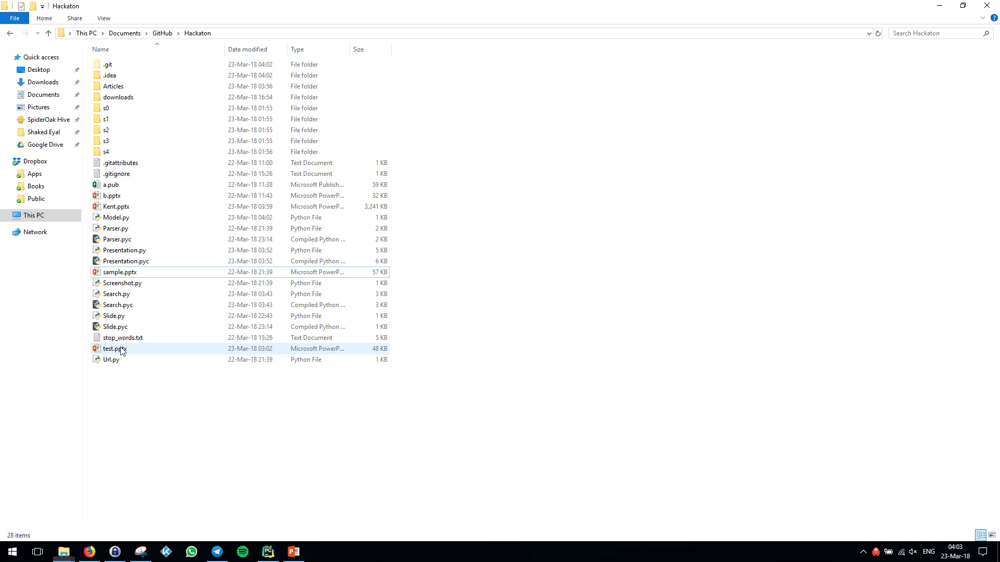 Hackaton
File Home Share View
This PC Documents GitHub Hackaton Search Hackaton
Name Date modified Type Size
Quick access
Desktop
Downloads
Documents
Pictures
SpiderOak Hive
Shaked Eyal
Google Drive
Dropbox
Apps
Books
Public
This PC
Network
.git 23-Mar-18 04:02 File folder
.idea 23-Mar-18 04:02 File folder
Articles 23-Mar-18 03:56 File folder
downloads 22-Mar-18 16:54 File folder
s0 23-Mar-18 01:55 File folder
s1 23-Mar-18 01:55 File folder
s2 23-Mar-18 01:55 File folder
s3 23-Mar-18 01:55 File folder
s4 23-Mar-18 01:56 File folder
.gitattributes 22-Mar-18 11:00 Text Document 1 KB
.gitignore 22-Mar-18 15:26 Text Document 1 KB
a.pub 22-Mar-18 11:38 Microsoft Publish... 59 KB
b.pptx 22-Mar-18 11:43 Microsoft PowerP... 32 KB
Kent.pptx 23-Mar-18 03:59 Microsoft PowerP... 3,241 KB
Model.py 23-Mar-18 04:02 Python File 1 KB
Parser.py 22-Mar-18 21:39 Python File 2 KB
Parser.pyc 22-Mar-18 23:14 Compiled Python ... 2 KB
Presentation.py 23-Mar-18 03:52 Python File 5 KB
Presentation.pyc 23-Mar-18 03:52 Compiled Python ... 6 KB
sample.pptx 22-Mar-18 21:39 Microsoft PowerP... 57 KB
Screenshot.py 22-Mar-18 21:39 Python File 1 KB
Search.py 23-Mar-18 03:43 Python File 3 KB
Search.pyc 23-Mar-18 03:43 Compiled Python ... 3 KB
Slide.py 22-Mar-18 22:43 Python File 1 KB
Slide.pyc 22-Mar-18 23:14 Compiled Python ... 1 KB
stop_words.txt 22-Mar-18 15:26 Text Document 5 KB
test.pptx 23-Mar-18 03:02 Microsoft PowerP... 48 KB
Url.py 22-Mar-18 21:39 Python File 1 KB
28 items
ENG 04:03
23-Mar-18